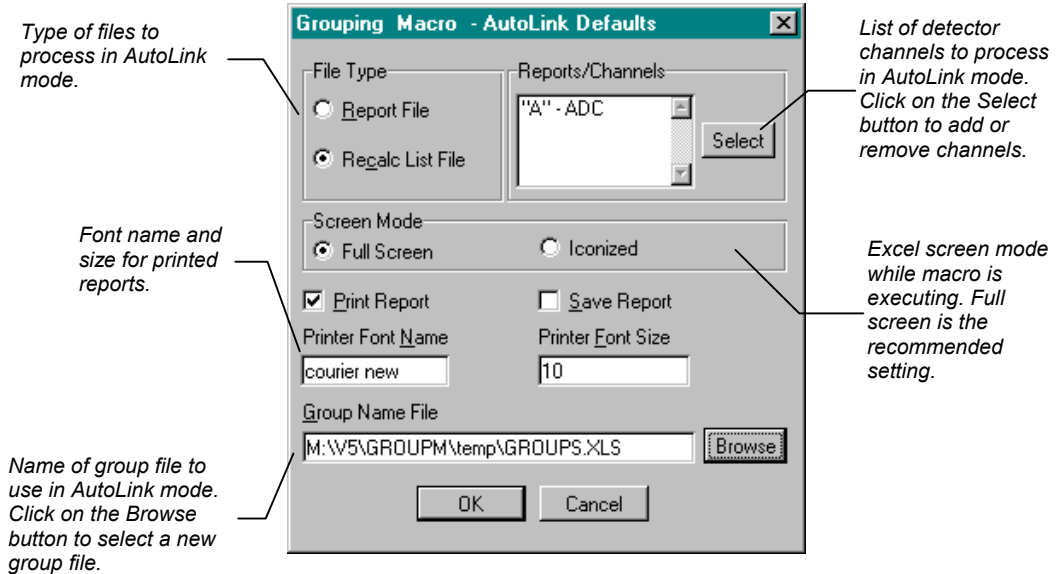 Type of files to
process in AutoLink
mode.
Grouping Macro - AutoLink Defaults
List of detector
channels to process
in AutoLink mode.
Click on the Select
button to add or
remove channels.
File Type
Report File
Recalc List File
Reports/Channels
"A" - ADC
Select
Font name and
size for printed
reports.
Screen Mode
Full Screen
Iconized
Excel screen mode
while macro is
executing. Full
screen is the
recommended
setting.
Print Report
Save Report
Printer Font Name
Printer Font Size
courier new
10
Group Name File
M:\V5\GROUPM\temp\GROUPS.XLS
Browse
Name of group file to
use in AutoLink mode.
Click on the Browse
button to select a new
group file.
OK
Cancel